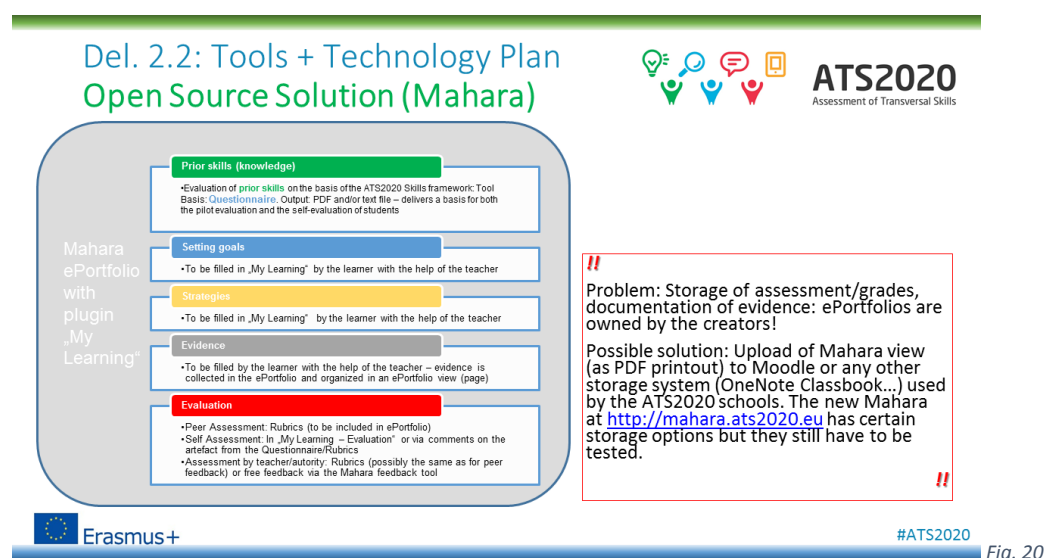 Del. 2.2: Tools + Technology Plan
Open Source Solution (Mahara)
ATS2020
Assessment of Transversal Skills
Mahara
ePortfolio
with
plugin
„My
Learning“
Prior skills (knowledge)
•Evaluation of prior skills on the basis of the ATS2020 Skills framework: Tool
Basis: Questionnaire. Output: PDF and/or text file – delivers a basis for both
the pilot evaluation and the self-evaluation of students
Setting goals
•To be filled in „My Learning“ by the learner with the help of the teacher
Strategies
•To be filled in „My Learning“ by the learner with the help of the teacher
Evidence
•To be filled by the learner with the help of the teacher – evidence is
collected in the ePortfolio and organized in an ePortfolio view (page)
Evaluation
•Peer Assessment: Rubrics (to be included in ePortfolio)
•Self Assessment: In „My Learning – Evaluation“ or via comments on the
artefact from the Questionnaire/Rubrics
•Assessment by teacher/autority: Rubrics (possibly the same as for peer
feedback) or free feedback via the Mahara feedback tool
!!
Problem: Storage of assessment/grades,
documentation of evidence: ePortfolios are
owned by the creators!
Possible solution: Upload of Mahara view
(as PDF printout) to Moodle or any other
storage system (OneNote Classbook...) used
by the ATS2020 schools. The new Mahara
at http://mahara.ats2020.eu has certain
storage options but they still have to be
tested.
!!
Erasmus+
#ATS2020
Fig. 20